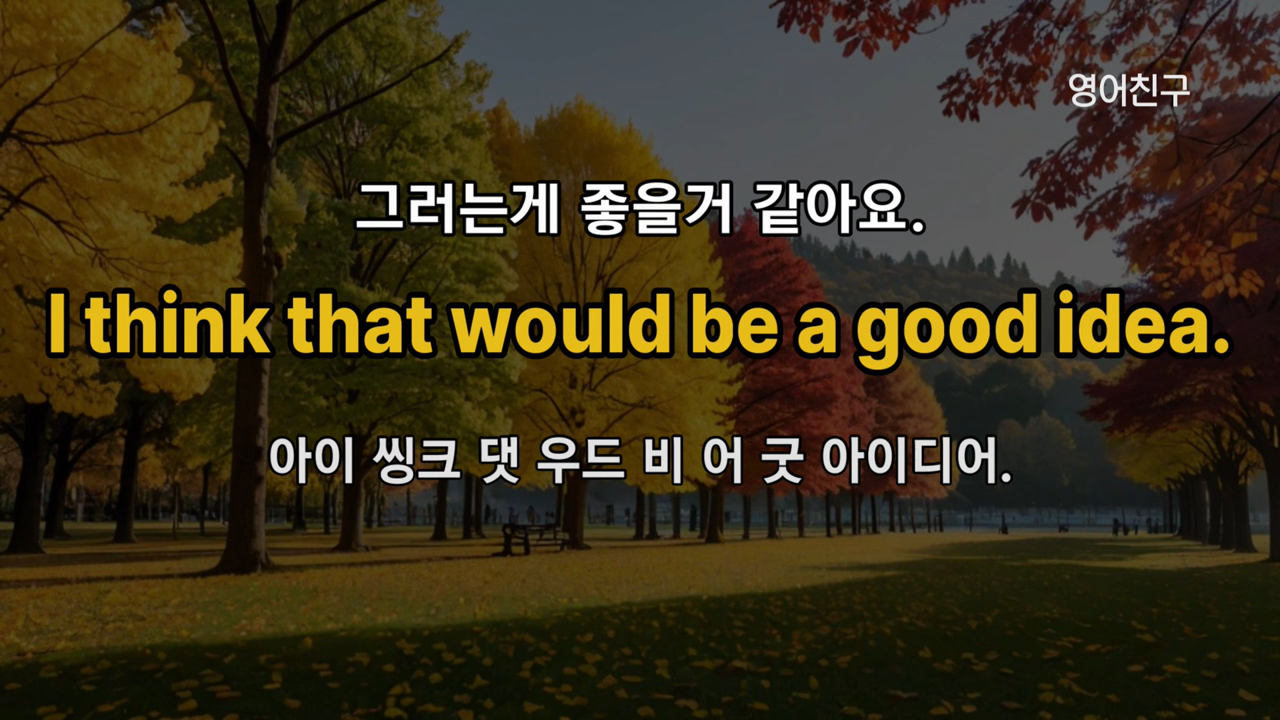 영어친구
그러는게 좋을거 같아요.
I think that would be a good idea.
아이 씽크 댓 우드 비 어 굿 아이디어.